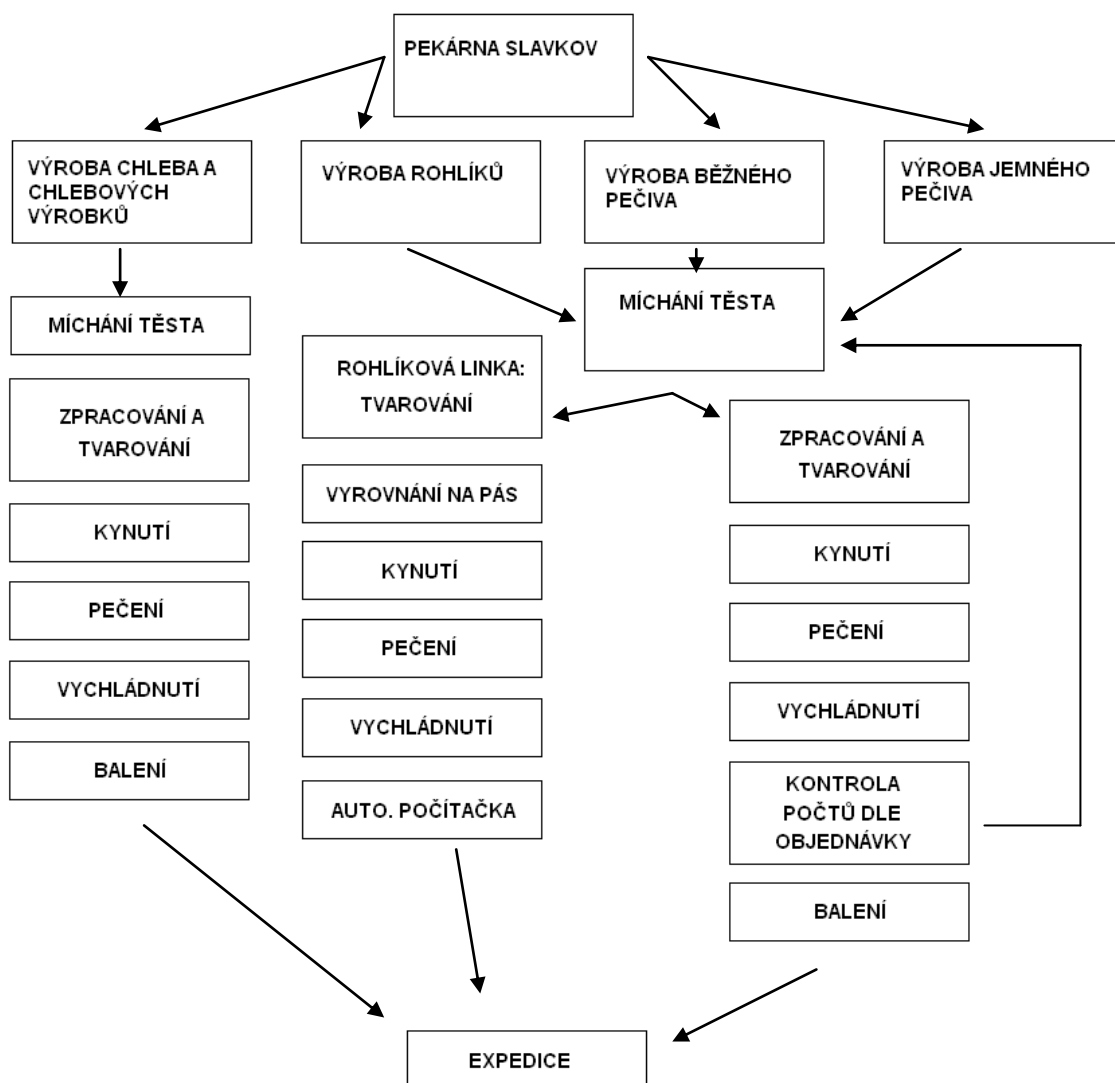 PEKÁRNA SLAVKOV
VÝROBA CHLEBA A
CHLEBOVÝCH
VÝROBKŮ
VÝROBA ROHLÍKŮ
VÝROBA BĚŽNÉHO
PEČIVA
VÝROBA JEMNÉHO
PEČIVA
MÍCHÁNÍ TĚSTA
ZPRACOVÁNÍ A
TVAROVÁNÍ
KYNUTÍ
PEČENÍ
VYCHLÁDNUTÍ
BALENÍ
MÍCHÁNÍ TĚSTA
ROHLÍKOVÁ LINKA:
TVAROVÁNÍ
VYROVNÁNÍ NA PÁS
KYNUTÍ
PEČENÍ
VYCHLÁDNUTÍ
AUTO. POČÍTAČKA
ZPRACOVÁNÍ A
TVAROVÁNÍ
KYNUTÍ
PEČENÍ
VYCHLÁDNUTÍ
KONTROLA
POČTŮ DLE
OBJEDNÁVKY
BALENÍ
EXPEDICE